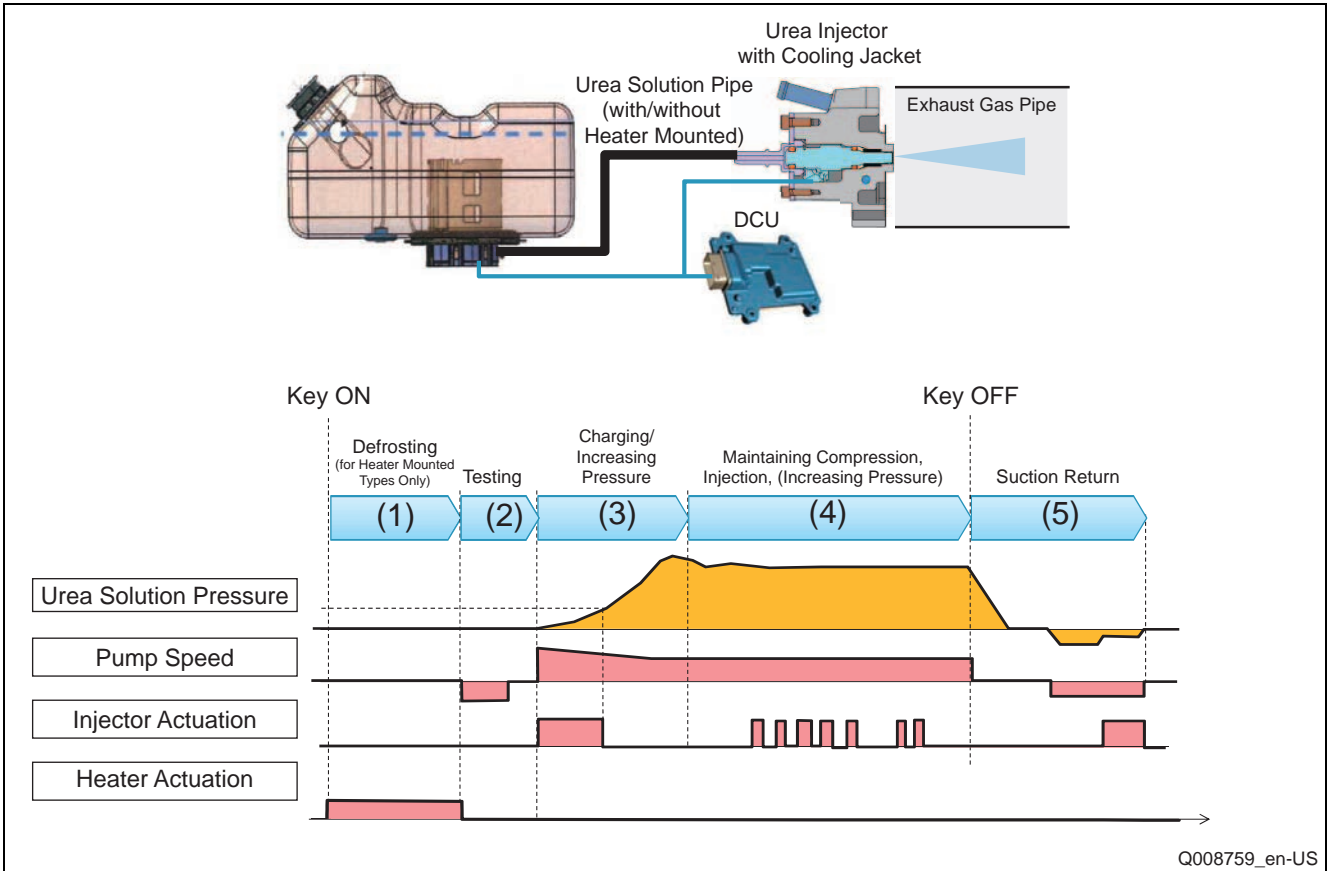 Urea Injector
with Cooling Jacket
Urea Solution Pipe
(with/without
Heater Mounted)
Exhaust Gas Pipe
DCU
Key ON
Key OFF
Defrosting
(for Heater Mounted
Types Only)
Testing
Charging/
Increasing
Pressure
Maintaining Compression,
Injection, (Increasing Pressure)
Suction Return
(1)
(2)
(3)
(4)
(5)
Urea Solution Pressure
Pump Speed
Injector Actuation
Heater Actuation
Q008759_en-US